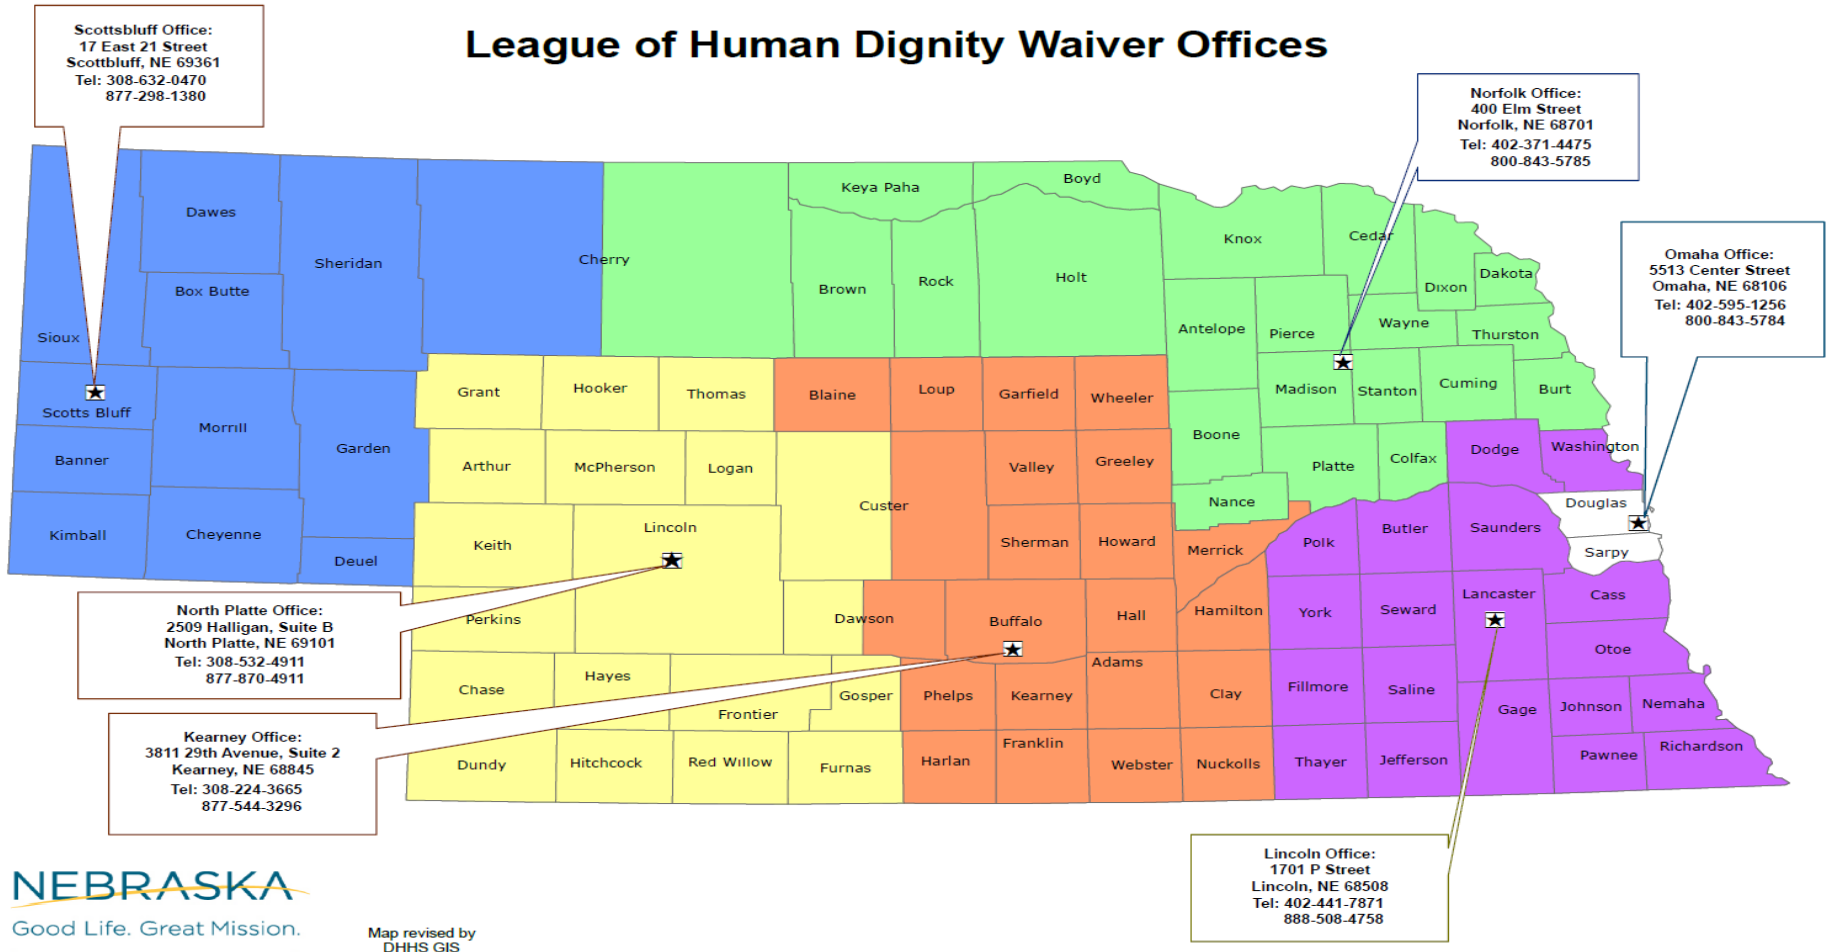 League of Human Dignity Waiver Offices
Scottsbluff Office:
17 East 21 Street
Scottbluff, NE 69361
Tel: 308-632-0470
877-298-1380
Norfolk Office:
400 Elm Street
Norfolk, NE 68701
Tel: 402-371-4475
800-843-5785
Omaha Office:
5513 Center Street
Omaha, NE 68106
Tel: 402-595-1256
800-843-5784
Sioux
Dawes
Box Butte
Sheridan
Cherry
Keya Paha
Boyd
Brown
Rock
Holt
Knox
Cedar
Dixon
Dakota
Antelope
Pierce
Wayne
Thurston
Scotts Bluff
Banner
Kimball
Morrill
Cheyenne
Garden
Deuel
Grant
Hooker
Thomas
Blaine
Loup
Garfield
Wheeler
Madison
Stanton
Cuming
Burt
Boone
Platte
Colfax
Dodge
Washington
Nance
Arthur
McPherson
Logan
Custer
Valley
Greeley
Keith
Lincoln
Sherman
Howard
Merrick
Polk
Butler
Saunders
Douglas
Sarpy
Perkins
Dawson
Buffalo
Hall
Hamilton
York
Seward
Lancaster
Cass
Otoe
Chase
Hayes
Frontier
Gosper
Phelps
Kearney
Adams
Clay
Fillmore
Saline
Gage
Johnson
Nemaha
Dundy
Hitchcock
Red Willow
Furnas
Harlan
Franklin
Webster
Nuckolls
Thayer
Jefferson
Pawnee
Richardson
North Platte Office:
2509 Halligan, Suite B
North Platte, NE 69101
Tel: 308-532-4911
877-870-4911
Kearney Office:
3811 29th Avenue, Suite 2
Kearney, NE 68845
Tel: 308-224-3665
877-544-3296
Lincoln Office:
1701 P Street
Lincoln, NE 68508
Tel: 402-441-7871
888-508-4758
NEBRASKA
Good Life. Great Mission.
Map revised by
DHHS GIS